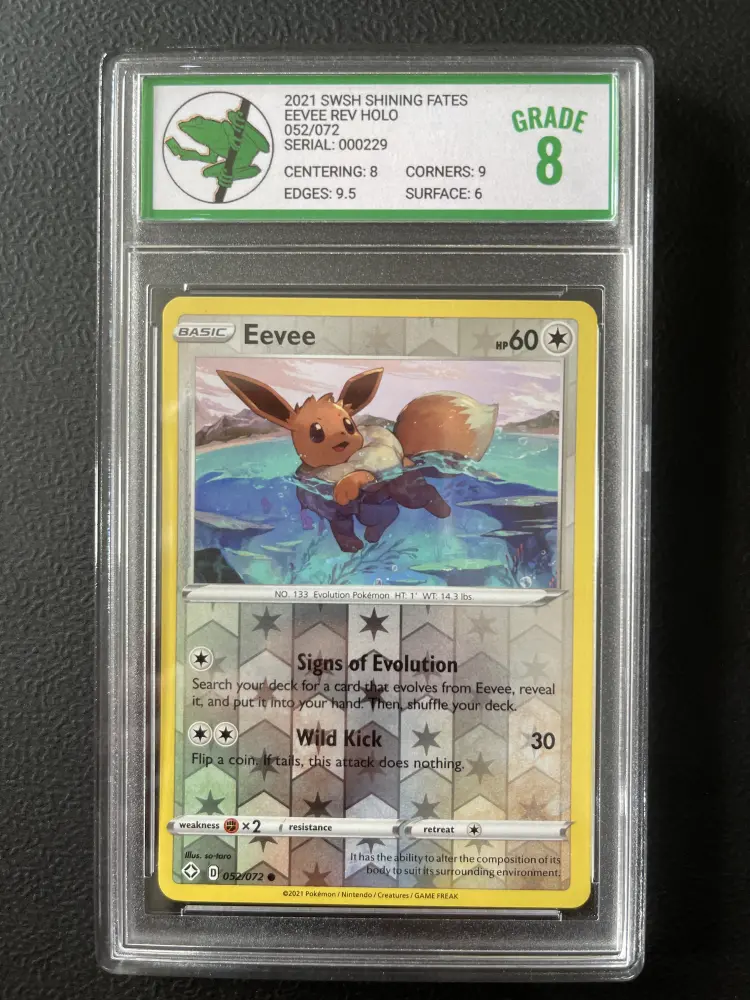 2021 SWSH SHINING FATES
EEVEE REV HOLO
052/072
SERIAL: 000229
CENTERING: 8 CORNERS: 9
EDGES: 9.5 SURFACE: 6
GRADE
8
BASIC Eevee HP60
NO. 133 Evolution Pokémon HT: 1' WT: 14.3 lbs.
Signs of Evolution
Search your deck for a card that evolves from Eevee, reveal
it, and put it into your hand. Then, shuffle your deck.
Wild Kick 30
Flip a coin. If tails, this attack does nothing.
weakness ×2 resistance retreat
Illus. so-taro
It has the ability to alter the composition of its
body to suit its surrounding environment.
D 052/072
©2021 Pokémon / Nintendo / Creatures / GAME FREAK